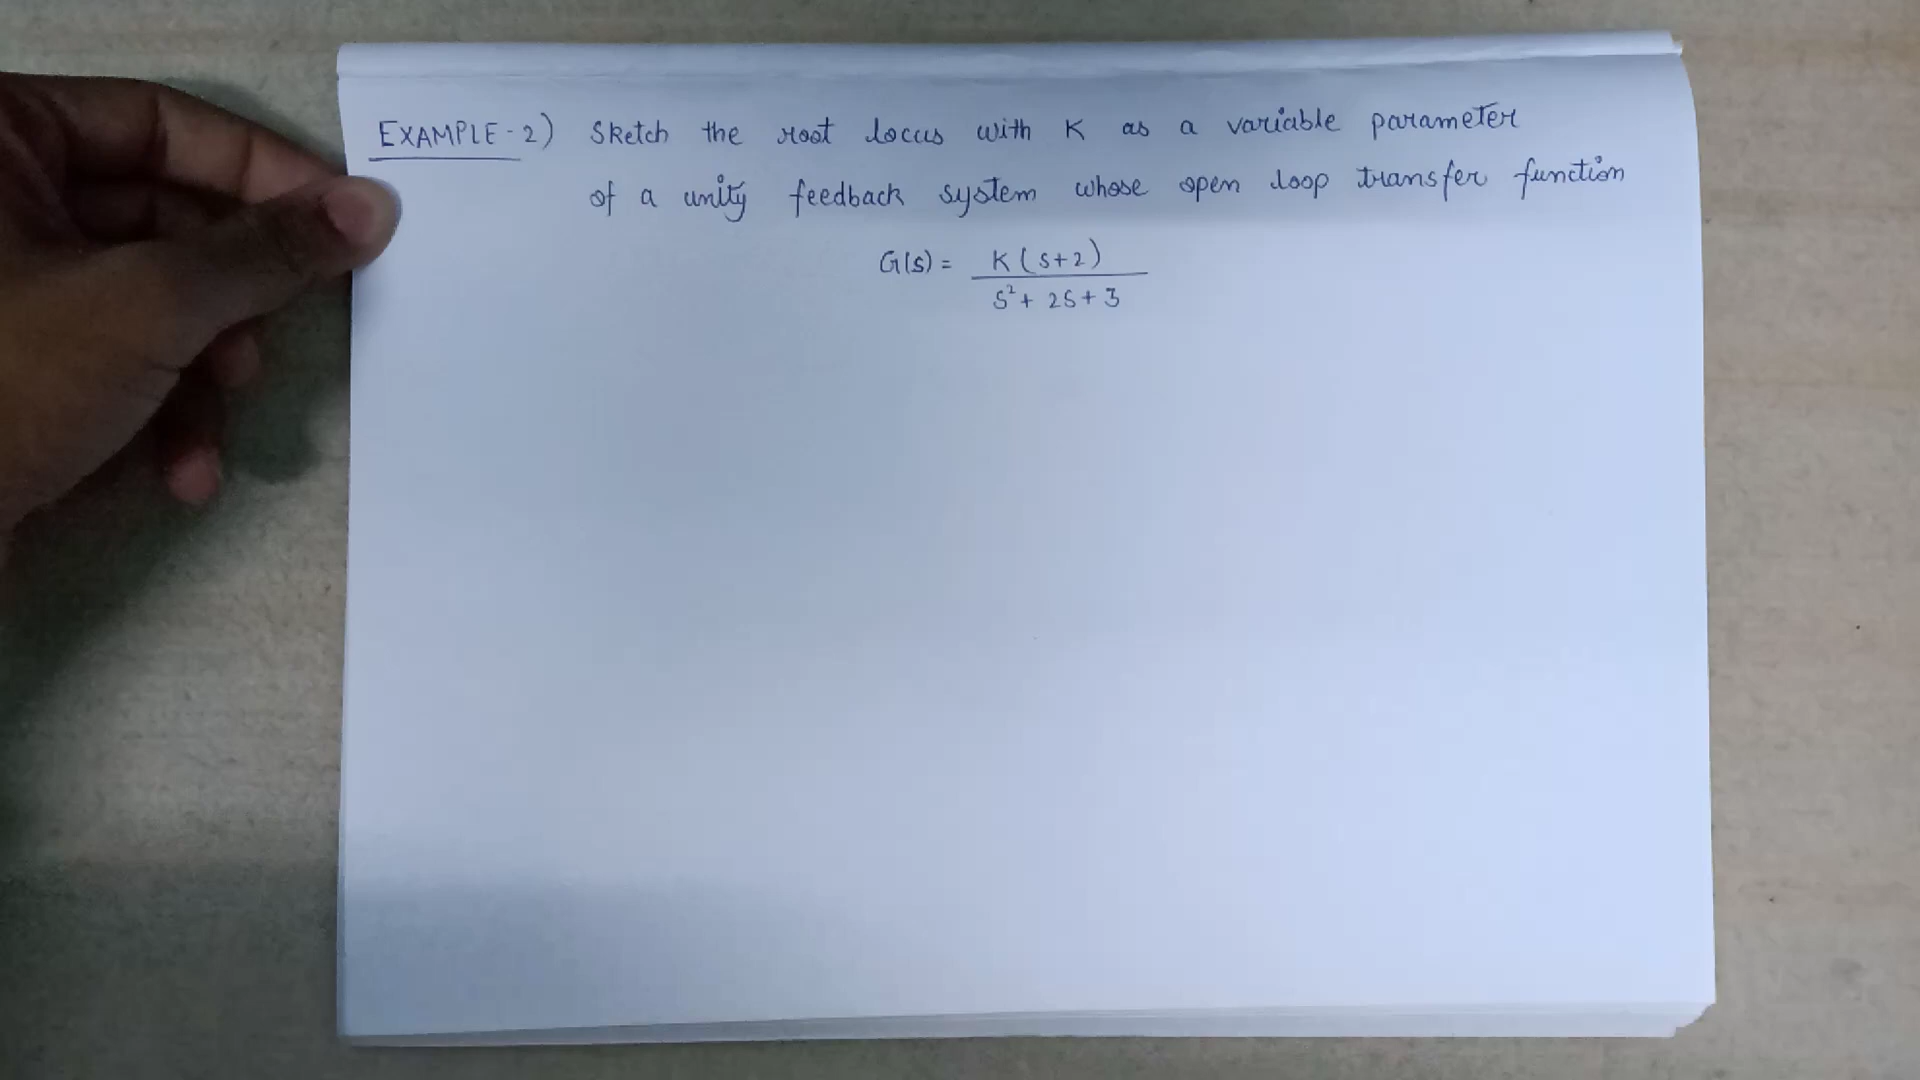 EXAMPLE-2) Sketch the root locus with K as a variable parameter
of a unity feedback system whose open loop transfer function
G(s) = K(s+2)
s²+ 2s+3